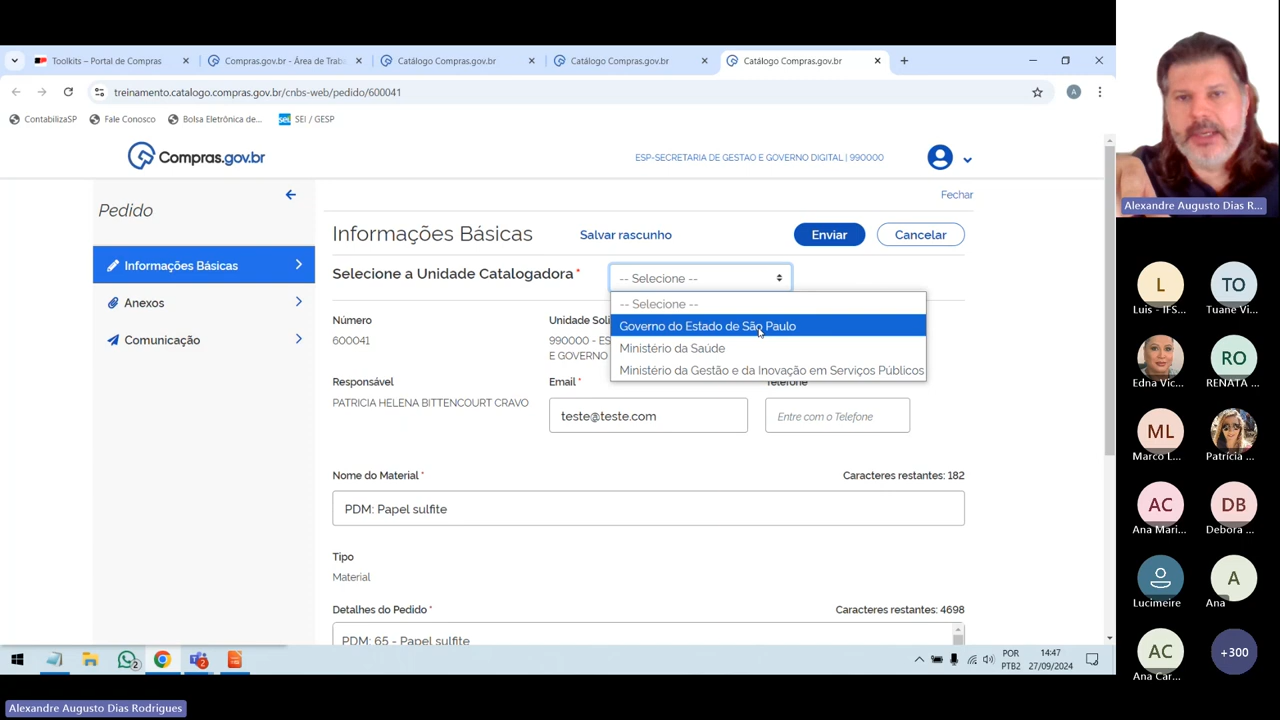 Toolkits – Portal de Compras
Compras.gov.br - Área de Trab
Catálogo Compras.gov.br
Catálogo Compras.gov.br
Catálogo Compras.gov.br
treinamento.catalogo.compras.gov.br/cnbs-web/pedido/600041
A
ContabilizaSP
Fale Conosco
Bolsa Eletrônica de...
sei.
SEI / GESP
Compras.gov.br
ESP-SECRETARIA DE GESTAO E GOVERNO DIGITAL | 990000
Fechar
Pedido
Informações Básicas
Anexos
Comunicação
Informações Básicas
Salvar rascunho
Enviar
Cancelar
Selecione a Unidade Catalogadora *
-- Selecione --
-- Selecione --
Governo do Estado de São Paulo
Ministério da Saúde
Ministério da Gestão e da Inovação em Serviços Públicos
Número
600041
Unidade Soli
990000 - ES
E GOVERNO
Responsável
PATRICIA HELENA BITTENCOURT CRAVO
Email *
teste@teste.com
Telefone
Entre com o Telefone
Nome do Material *
Caracteres restantes: 182
PDM: Papel sulfite
Tipo
Material
Detalhes do Pedido *
Caracteres restantes: 4698
PDM: 65 - Papel sulfite
2
2
POR
PTB2
14:47
27/09/2024
Alexandre Augusto Dias R...
L
Luis - IFS...
TO
Tuane Vi...
Edna Vic...
RO
RENATA ...
ML
Marco L...
Patrícia ...
AC
Ana Mari...
DB
Debora ...
Lucimeire
A
Ana
AC
Ana Car...
+300
Alexandre Augusto Dias Rodrigues